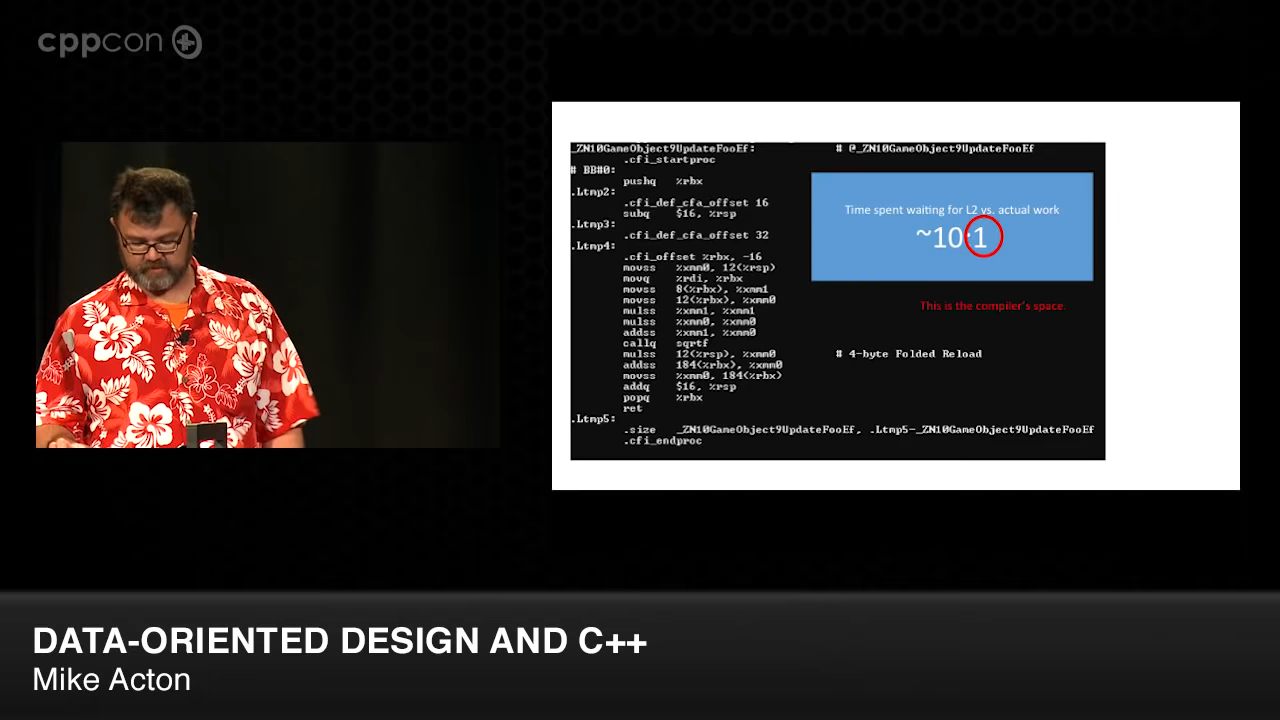 cppcon
_ZN10GameObject9UpdateFooEf: # @_ZN10GameObject9UpdateFooEf
.cfi_startproc
# BB#0:
pushq %rbx
.Ltmp2:
.cfi_def_cfa_offset 16
subq $16, %rsp
.Ltmp3:
.cfi_def_cfa_offset 32
.Ltmp4:
.cfi_offset %rbx, -16
movss %xmm0, 12(%rsp)
movq %rdi, %rbx
movss 8(%rbx), %xmm1
movss 12(%rbx), %xmm0
mulss %xmm1, %xmm1
mulss %xmm0, %xmm0
addss %xmm1, %xmm0
callq sqrtf
mulss 12(%rsp), %xmm0 # 4-byte Folded Reload
addss 184(%rbx), %xmm0
movss %xmm0, 184(%rbx)
addq $16, %rsp
popq %rbx
ret
.Ltmp5:
.size _ZN10GameObject9UpdateFooEf, .Ltmp5-_ZN10GameObject9UpdateFooEf
.cfi_endproc
Time spent waiting for L2 vs. actual work
~10:1
This is the compiler's space.
DATA-ORIENTED DESIGN AND C++
Mike Acton